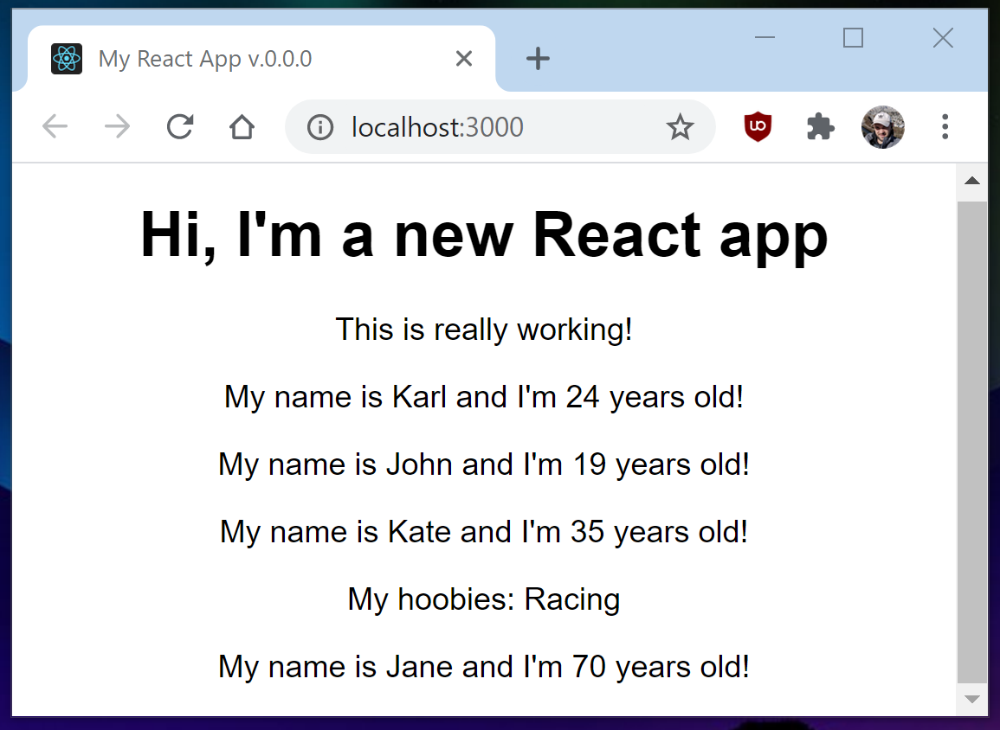 My React App v.0.0.0
localhost:3000
Hi, I'm a new React app
This is really working!
My name is Karl and I'm 24 years old!
My name is John and I'm 19 years old!
My name is Kate and I'm 35 years old!
My hoobies: Racing
My name is Jane and I'm 70 years old!